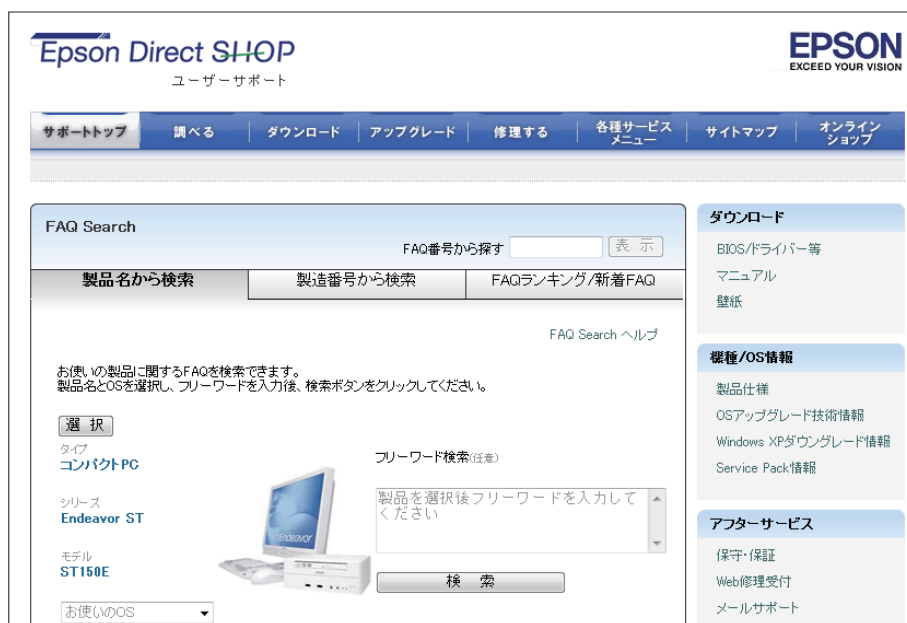 Epson Direct SHOP
ユーザーサポート
EPSON
EXCEED YOUR VISION
サポートトップ
調べる
ダウンロード
アップグレード
修理する
各種サービス
メニュー
サイトマップ
オンライン
ショップ
FAQ Search
FAQ番号から探す
表 示
製品名から検索
製造番号から検索
FAQランキング/新着FAQ
FAQ Search ヘルプ
お使いの製品に関するFAQを検索できます。
製品名とOSを選択し、フリーワードを入力後、検索ボタンをクリックしてください。
選 択
タイプ
コンパクトPC
シリーズ
Endeavor ST
モデル
ST150E
お使いのOS
Endeavor
フリーワード検索(任意)
製品を選択後フリーワードを入力して
ください
検 索
ダウンロード
BIOS/ドライバー等
マニュアル
壁紙
機種/OS情報
製品仕様
OSアップグレード技術情報
Windows XPダウングレード情報
Service Pack情報
アフターサービス
保守・保証
Web修理受付
メールサポート